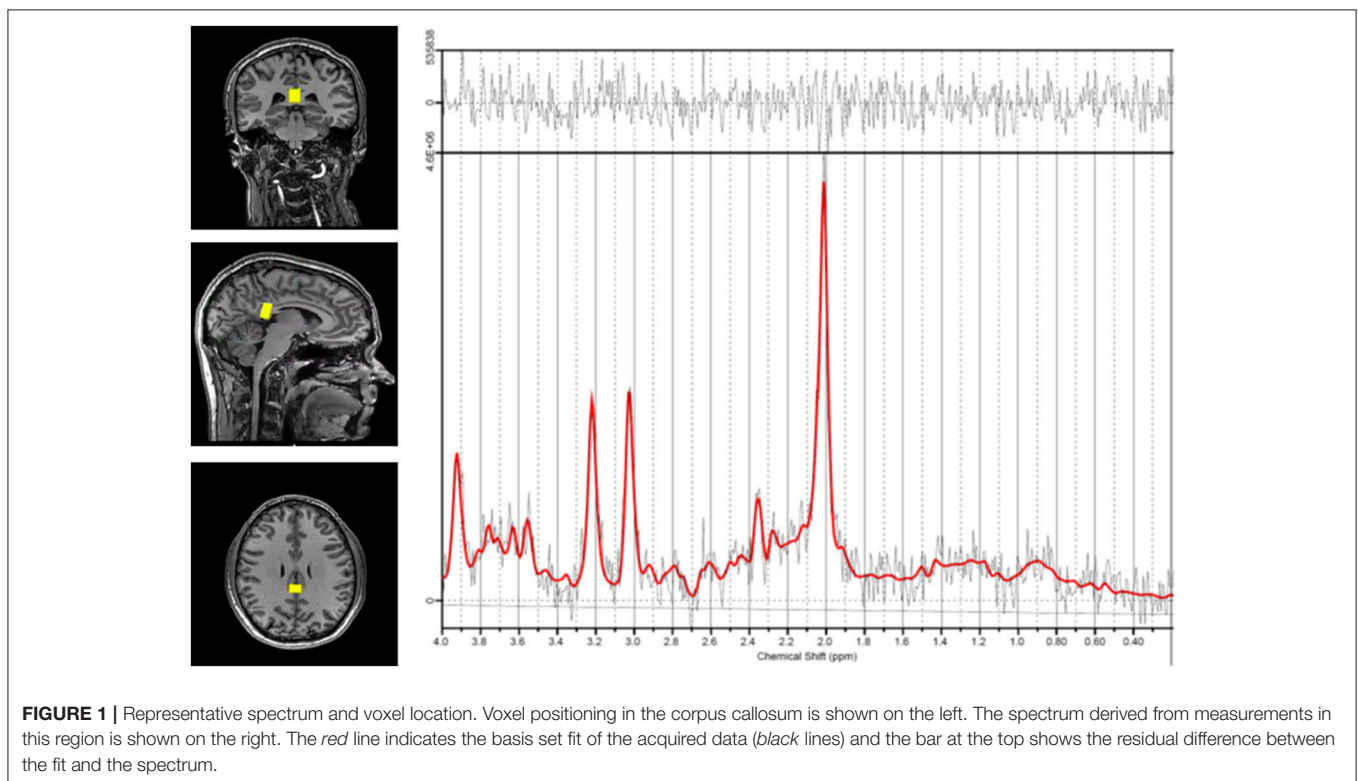 535838
0
4.6E+06
0
4.0 3.8 3.6 3.4 3.2 3.0 2.8 2.6 2.4 2.2 2.0 1.8 1.6 1.4 1.2 1.0 0.80 0.60 0.40
Chemical Shift (ppm)
FIGURE 1 | Representative spectrum and voxel location. Voxel positioning in the corpus callosum is shown on the left. The spectrum derived from measurements in
this region is shown on the right. The red line indicates the basis set fit of the acquired data (black lines) and the bar at the top shows the residual difference between
the fit and the spectrum.